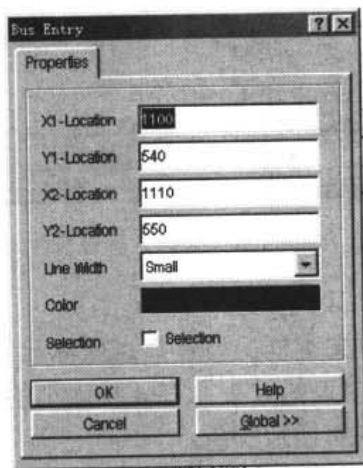 Bus Entry
Properties
X1-Location 1100
Y1-Location 540
X2-Location 1110
Y2-Location 550
Line Width Small
Color
Selection Selection
OK Help
Cancel Global >>